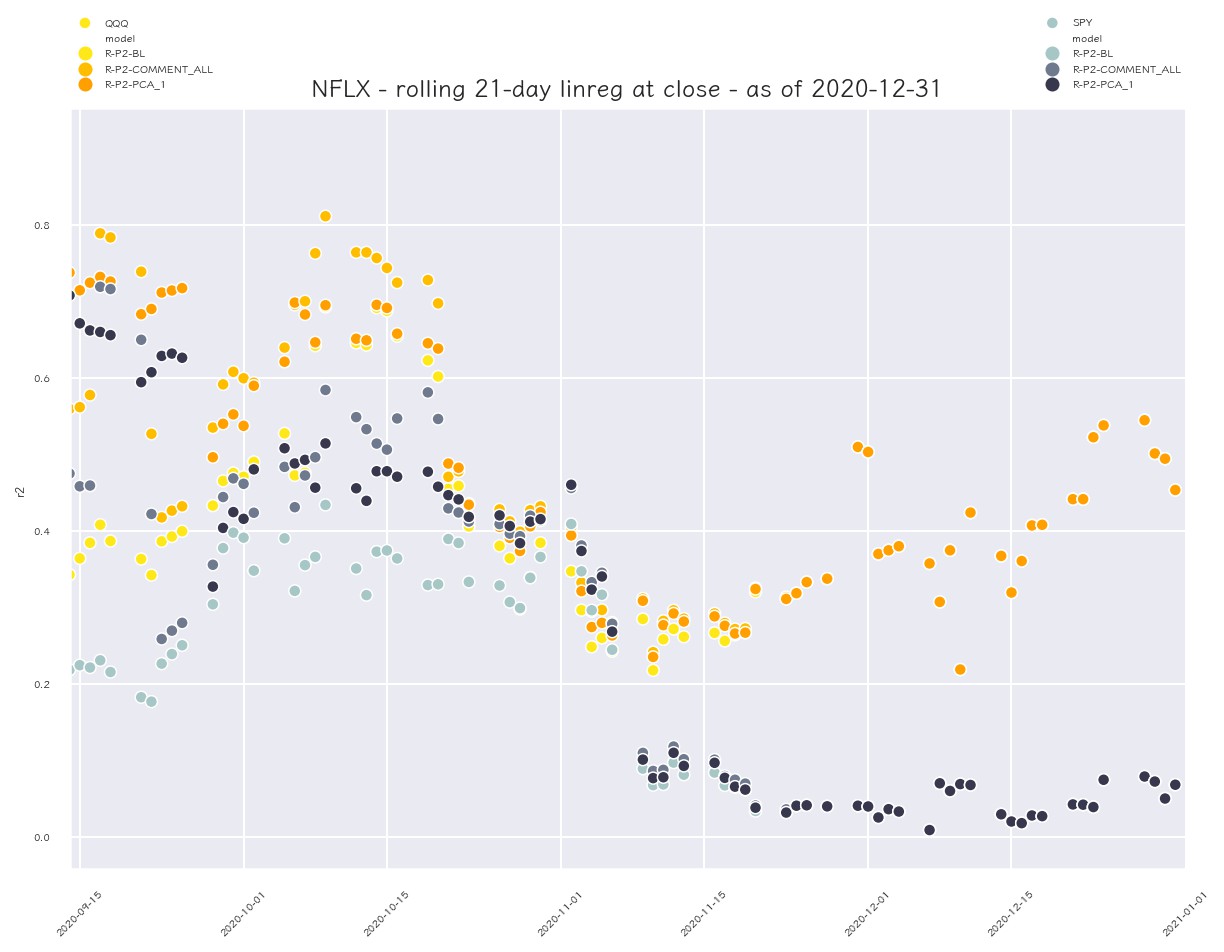 QQQ
model
R-P2-BL
R-P2-COMMENT_ALL
R-P2-PCA_1
SPY
model
R-P2-BL
R-P2-COMMENT_ALL
R-P2-PCA_1
NFLX - rolling 21-day linreg at close - as of 2020-12-31
0.8
0.6
0.4
0.2
0.0
r2
2020-09-15
2020-10-01
2020-10-15
2020-11-01
2020-11-15
2020-12-01
2020-12-15
2021-01-01